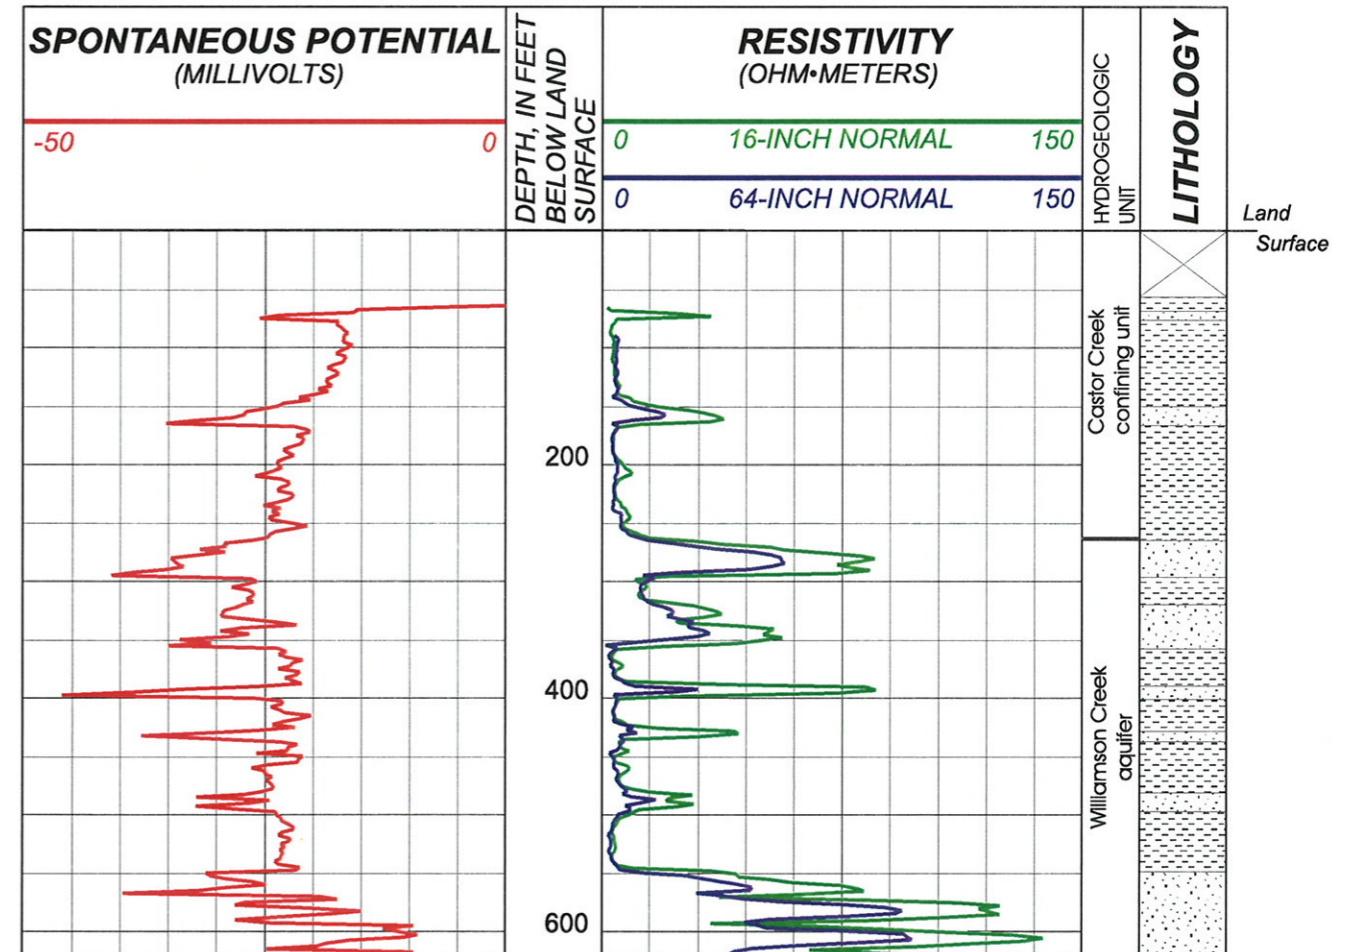 SPONTANEOUS POTENTIAL
(MILLIVOLTS)
-50 0
DEPTH, IN FEET
BELOW LAND
SURFACE
RESISTIVITY
(OHM•METERS)
0 16-INCH NORMAL 150
0 64-INCH NORMAL 150
HYDROGEOLOGIC
UNIT
LITHOLOGY
Land
Surface
Castor Creek
confining unit
200
400
Williamson Creek
aquifer
600